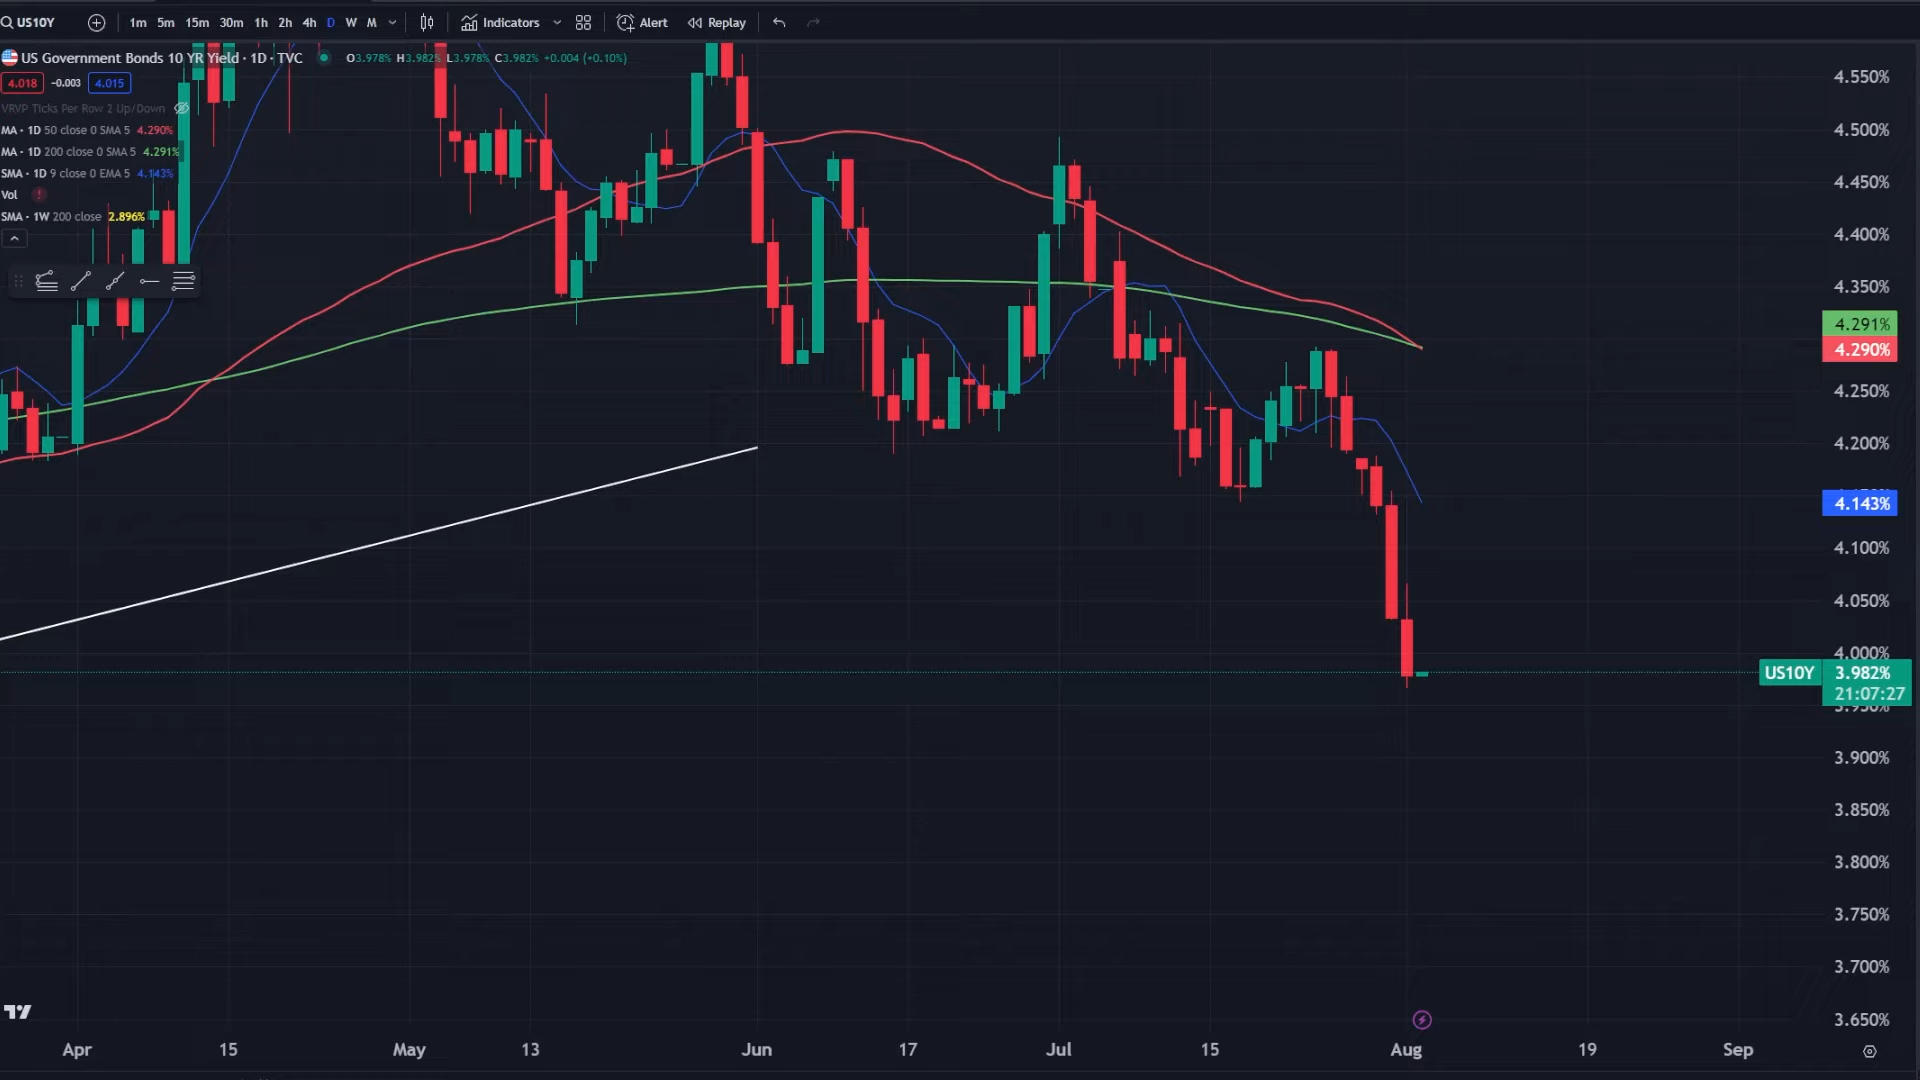 US10Y 1m 5m 15m 30m 1h 2h 4h D W M Indicators Alert Replay
US Government Bonds 10 YR Yield · 1D · TVC O3.978% H3.982% L3.978% C3.982% +0.004 (+0.10%)
4.018 -0.003 4.015
VRVP Ticks Per Row 2 Up/Down
MA · 1D 50 close 0 SMA 5 4.290%
MA · 1D 200 close 0 SMA 5 4.291%
SMA · 1D 9 close 0 EMA 5 4.143%
Vol !
SMA · 1W 200 close 2.896%
4.550%
4.500%
4.450%
4.400%
4.350%
4.291%
4.290%
4.250%
4.200%
4.143%
4.100%
4.050%
4.000%
US10Y 3.982%
21:07:27
3.950%
3.900%
3.850%
3.800%
3.750%
3.700%
3.650%
Apr 15 May 13 Jun 17 Jul 15 Aug 19 Sep